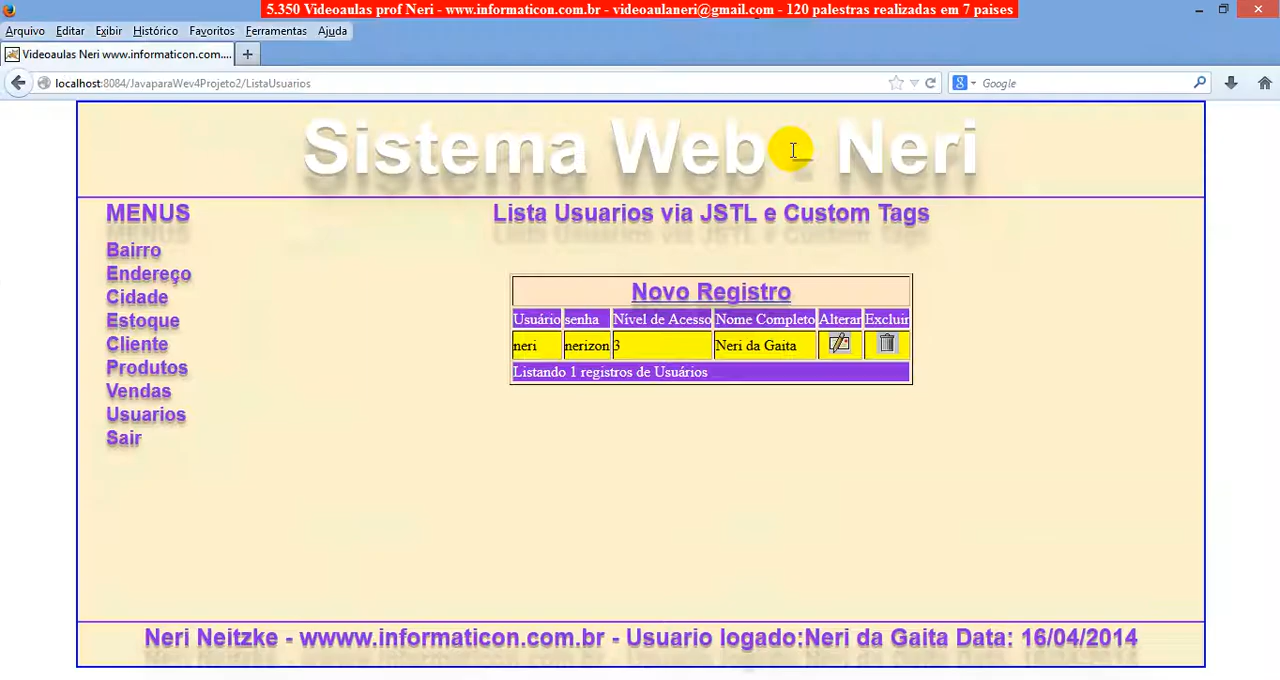 5.350 Videoaulas prof Neri - www.informaticon.com.br - videoaulaneri@gmail.com - 120 palestras realizadas em 7 paises
Arquivo Editar Exibir Histórico Favoritos Ferramentas Ajuda
Videoaulas Neri www.informaticon.com....
localhost:8084/JavaparaWev4Projeto2/ListaUsuarios
Google
Sistema Web - Neri
MENUS
Bairro
Endereço
Cidade
Estoque
Cliente
Produtos
Vendas
Usuarios
Sair
Lista Usuarios via JSTL e Custom Tags
Novo Registro
Usuário senha Nível de Acesso Nome Completo Alterar Excluir
neri nerizon 3 Neri da Gaita
Listando 1 registros de Usuários
Neri Neitzke - wwww.informaticon.com.br - Usuario logado:Neri da Gaita Data: 16/04/2014